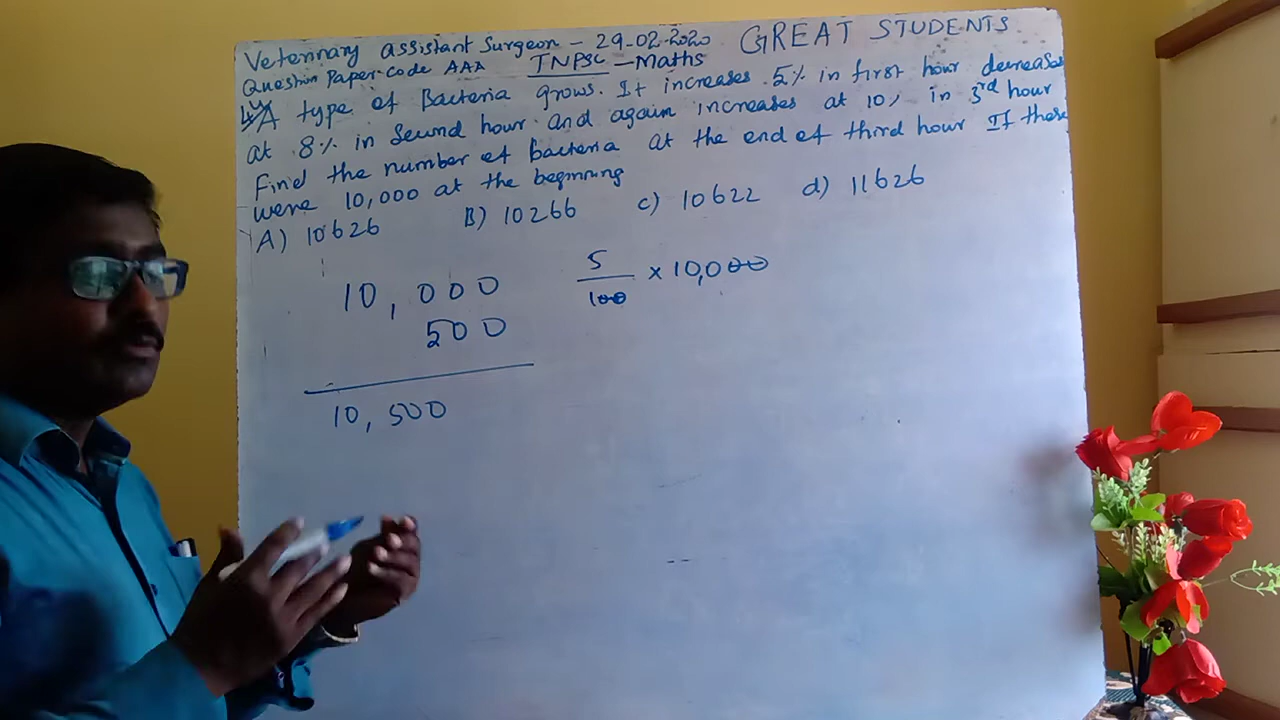 Veterinary Assistant Surgeon - 29-02-2020 GREAT STUDENTS
Question Paper-Code AAA TNPSC - Maths
A type of Bacteria grows. It increases 5% in first hour decreases
at 8% in Second hour and again increases at 10% in 3rd hour
Find the number of bacteria at the end of third hour If there
were 10,000 at the beginning
A) 10626 B) 10266 c) 10622 d) 11626
10,000
500
10,500
5
100 × 10,000